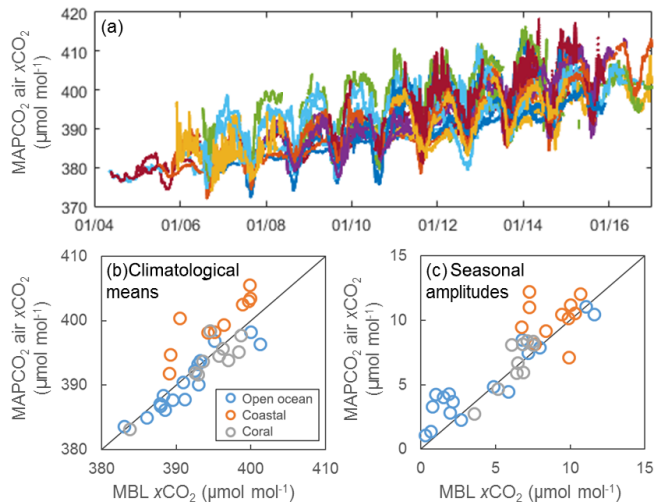 (a)
MAPCO₂ air xCO₂
(µmol mol⁻¹)
420
410
400
390
380
370
01/04 01/06 01/08 01/10 01/12 01/14 01/16
(b) Climatological
means
MAPCO₂ air xCO₂
(µmol mol⁻¹)
410
400
390
380
380 390 400 410
MBL xCO₂ (µmol mol⁻¹)
Open ocean
Coastal
Coral
(c) Seasonal
amplitudes
MAPCO₂ air xCO₂
(µmol mol⁻¹)
15
10
5
0
0 5 10 15
MBL xCO₂ (µmol mol⁻¹)